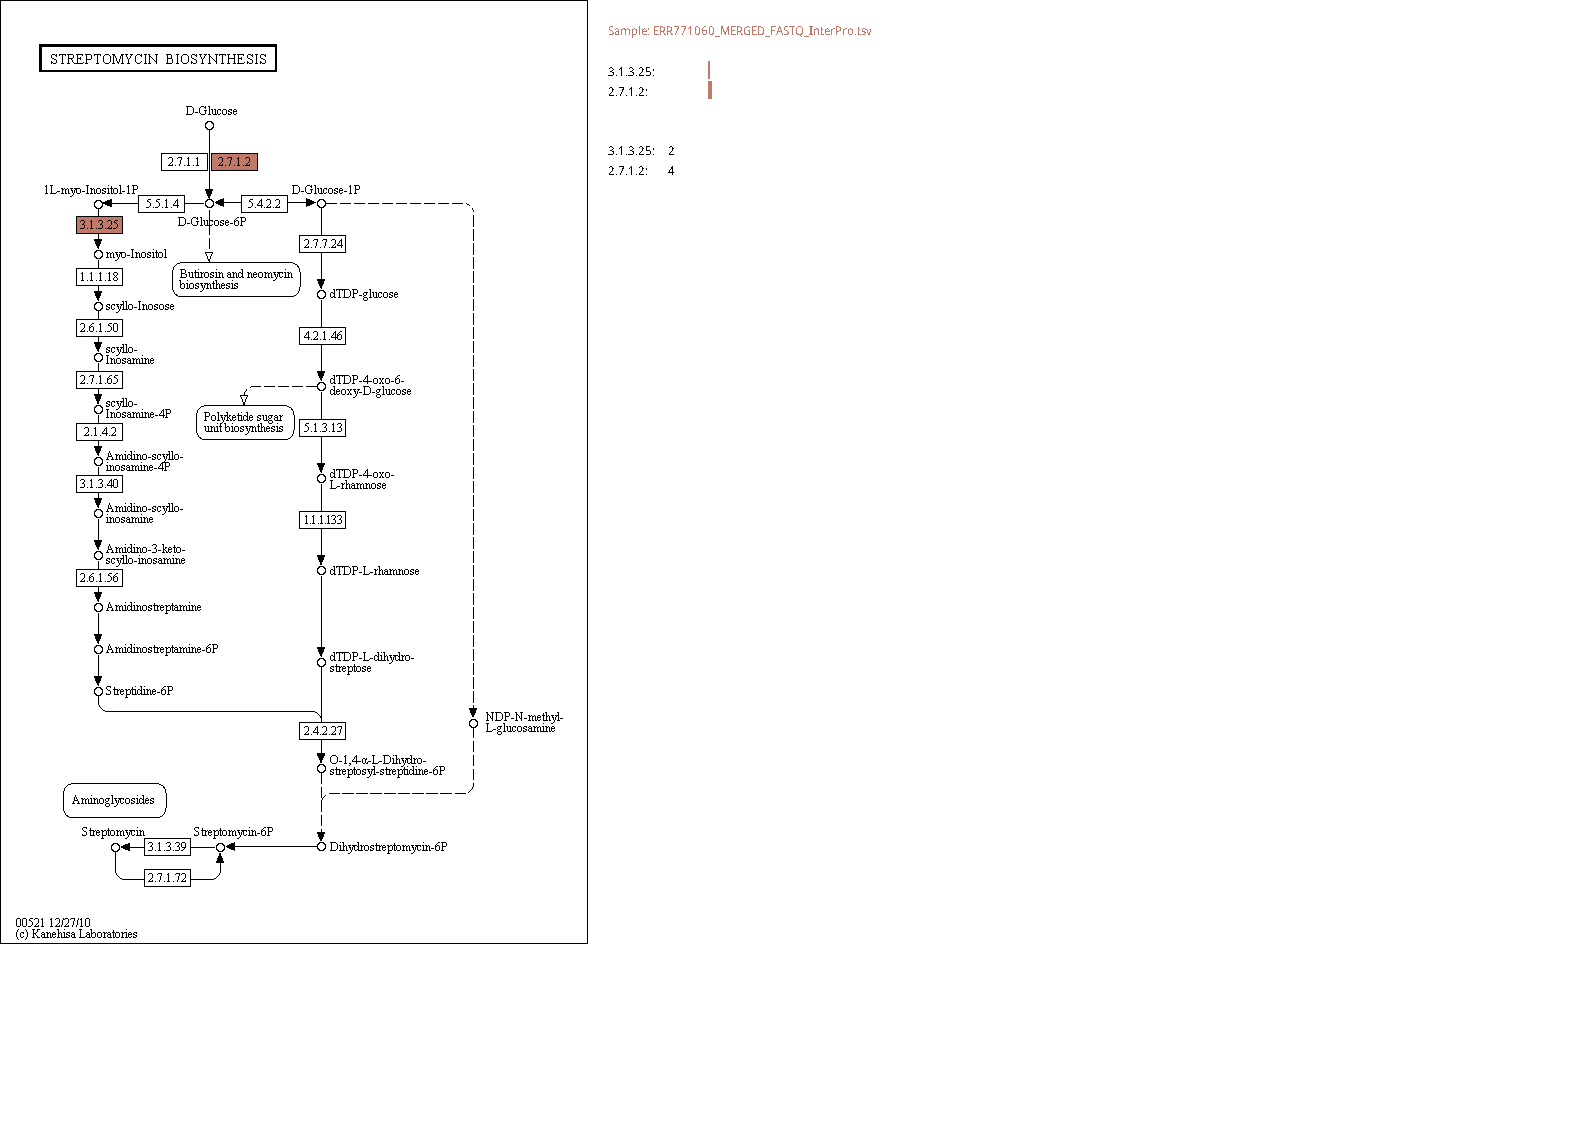 Sample: ERR771060_MERGED_FASTQ_InterPro.tsv
3.1.3.25:
2.7.1.2:
3.1.3.25: 2
2.7.1.2: 4
STREPTOMYCIN BIOSYNTHESIS
D-Glucose
2.7.1.1
2.7.1.2
1L-myo-Inositol-1P
D-Glucose-1P
5.5.1.4
5.4.2.2
3.1.3.25
D-Glucose-6P
2.7.7.24
myo-Inositol
1.1.1.18
Butirosin and neomycin
biosynthesis
dTDP-glucose
scyllo-Inosose
2.6.1.50
4.2.1.46
scyllo-
Inosamine
2.7.1.65
dTDP-4-oxo-6-
deoxy-D-glucose
scyllo-
Inosamine-4P
Polyketide sugar
unit biosynthesis
2.1.4.2
5.1.3.13
Amidino-scyllo-
inosamine-4P
dTDP-4-oxo-
L-rhamnose
3.1.3.40
Amidino-scyllo-
inosamine
1.1.1.133
Amidino-3-keto-
scyllo-inosamine
2.6.1.56
dTDP-L-rhamnose
Amidinostreptamine
Amidinostreptamine-6P
dTDP-L-dihydro-
streptose
Streptidine-6P
2.4.2.27
NDP-N-methyl-
L-glucosamine
O-1,4-α-L-Dihydro-
streptosyl-streptidine-6P
Aminoglycosides
Streptomycin
Streptomycin-6P
3.1.3.39
Dihydrostreptomycin-6P
2.7.1.72
00521 12/27/10
(c) Kanehisa Laboratories